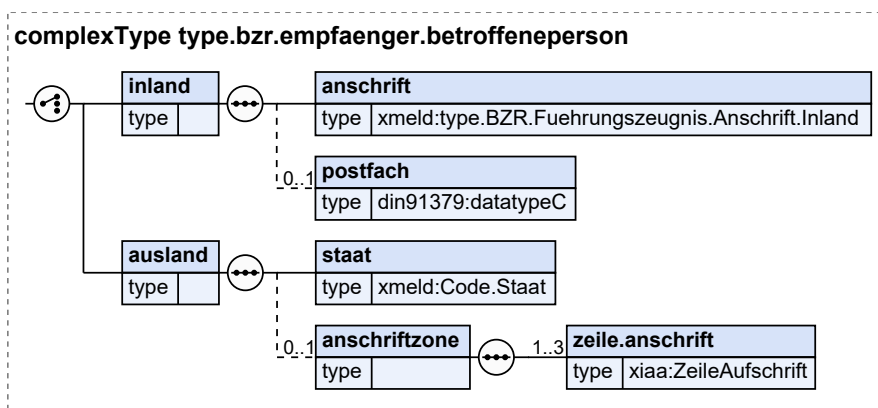 complexType type.bzr.empfaenger.betroffeneperson
inland
type
anschrift
type xmeld:type.BZR.Fuehrungszeugnis.Anschrift.Inland
0..1
postfach
type din91379:datatypeC
ausland
type
staat
type xmeld:Code.Staat
0..1
anschriftzone
type
1..3
zeile.anschrift
type xiaa:ZeileAufschrift